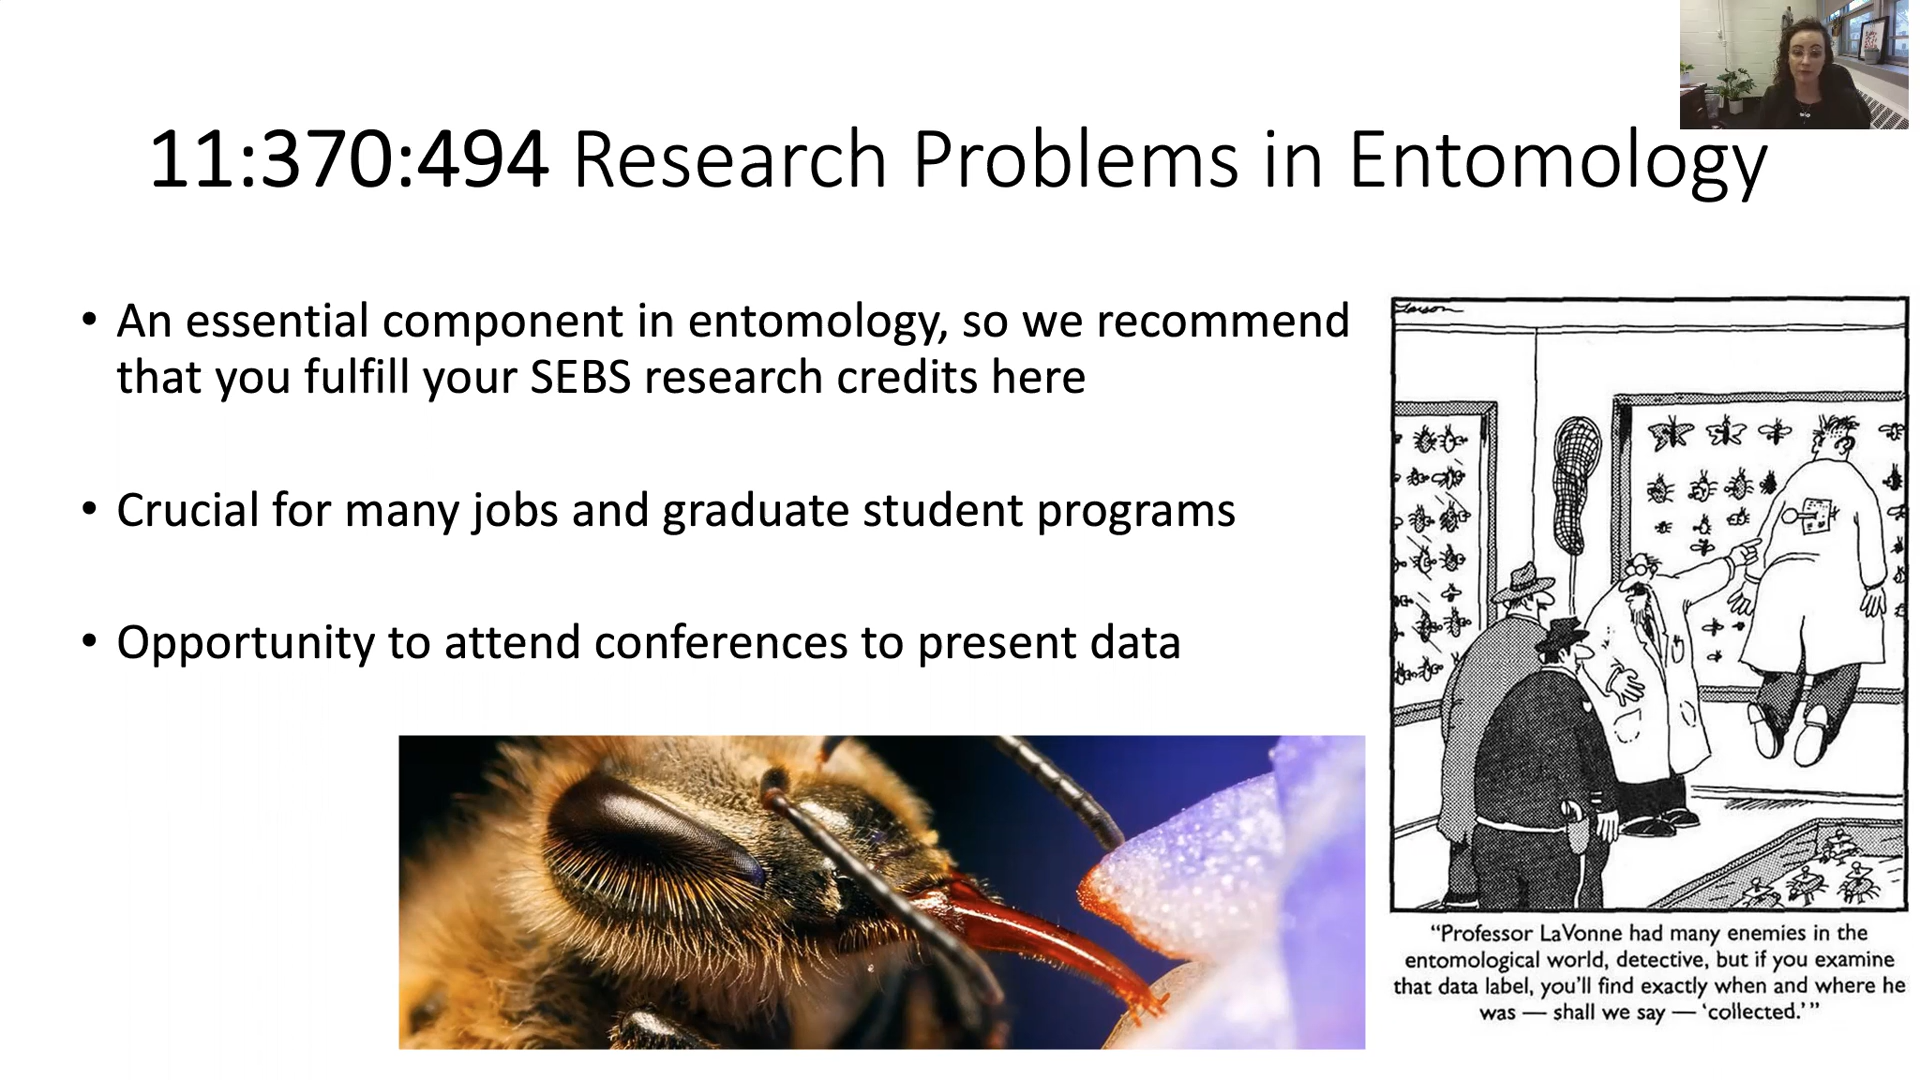 11:370:494 Research Problems in Entomology
• An essential component in entomology, so we recommend
that you fulfill your SEBS research credits here
• Crucial for many jobs and graduate student programs
• Opportunity to attend conferences to present data
Larson
“Professor LaVonne had many enemies in the
entomological world, detective, but if you examine
that data label, you’ll find exactly when and where he
was — shall we say — ‘collected.’”